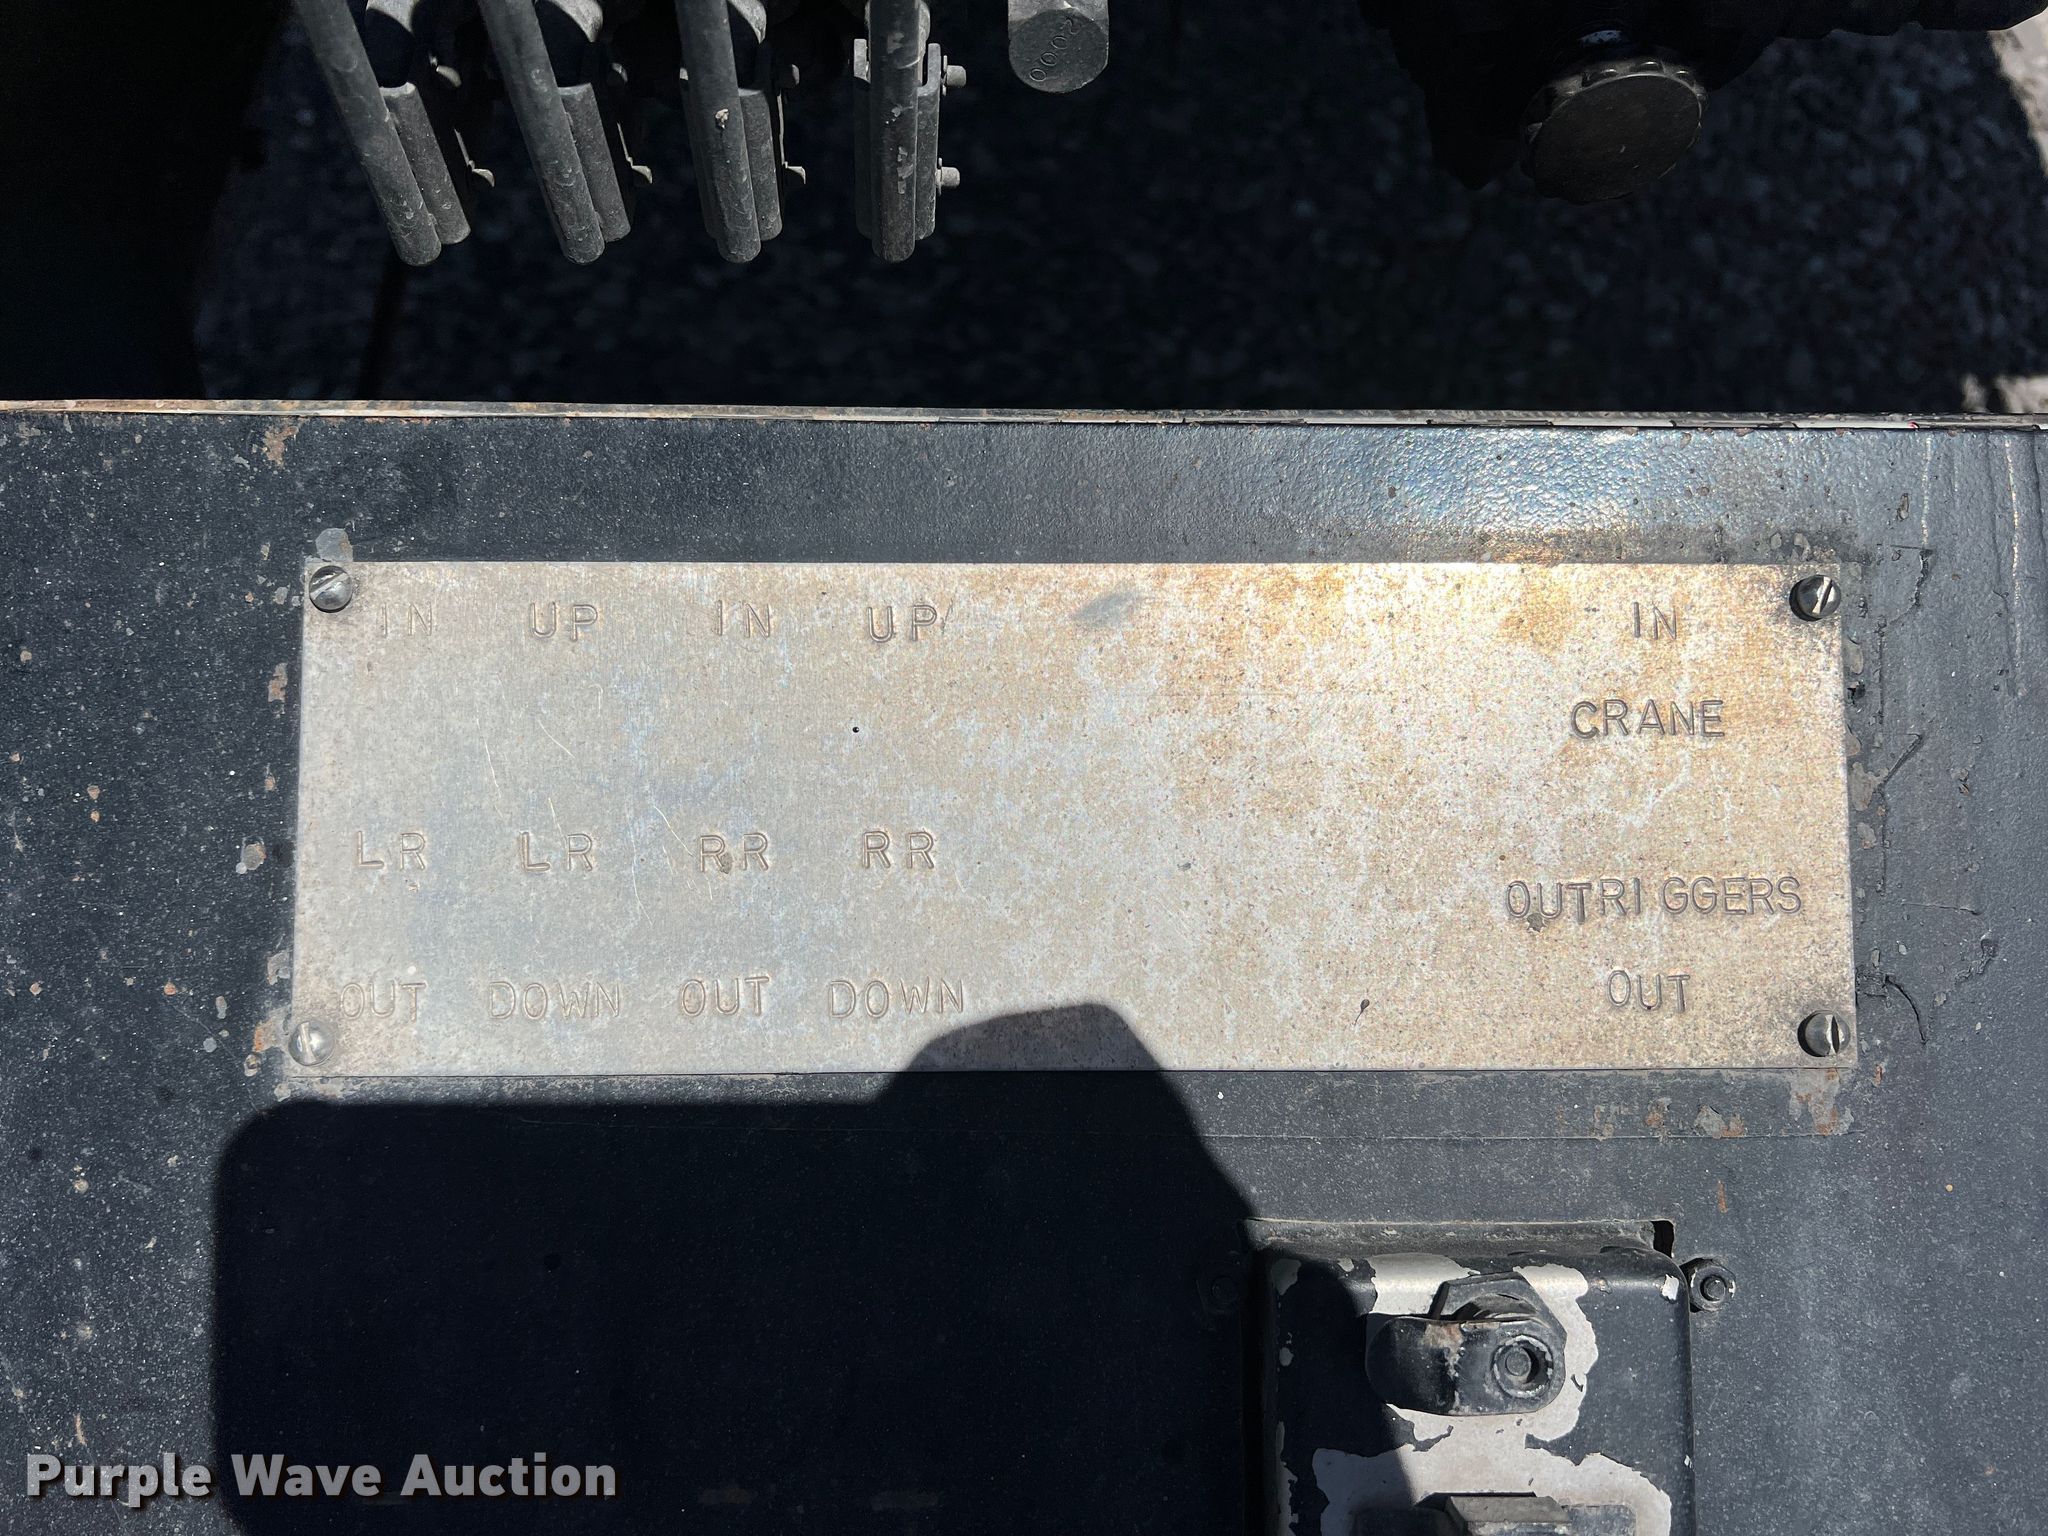 2000
IN UP IN UP IN
CRANE
LR LR RR RR
OUTRIGGERS
OUT DOWN OUT DOWN OUT
Purple Wave Auction